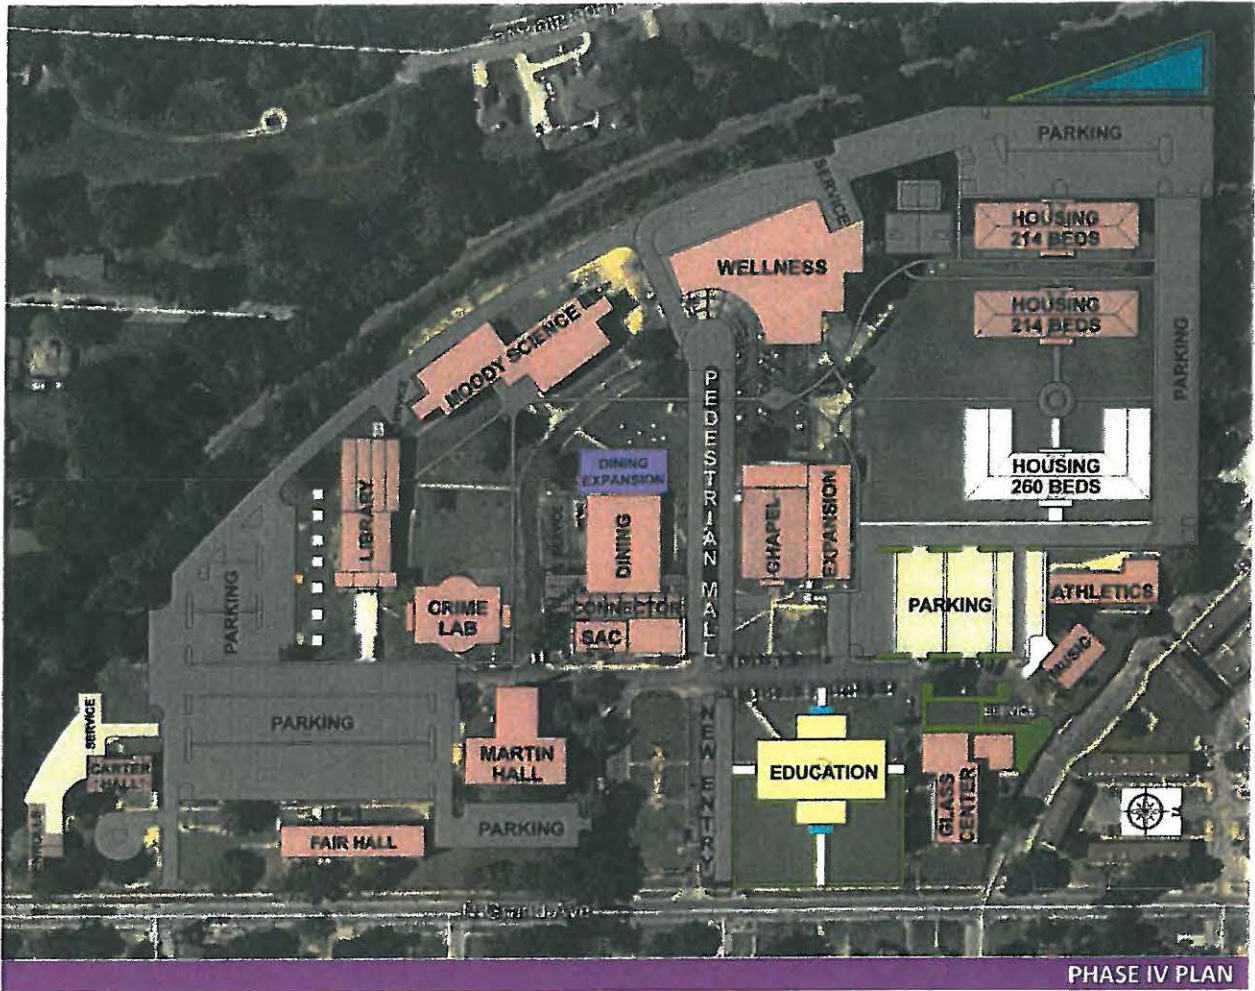 PARKING
SERVICE
HOUSING
214 BEDS
WELLNESS
HOUSING
214 BEDS
MOODY SCIENCE
PARKING
PEDESTRIAN MALL
DINING
EXPANSION
HOUSING
260 BEDS
LIBRARY
DINING
CHAPEL
EXPANSION
PARKING
CRIME
LAB
CONNECTOR
SAC
PARKING
ATHLETICS
MUSIC
SERVICE
PARKING
MARTIN
HALL
NEW ENTRY
EDUCATION
SERVICE
CARTER
HALL
GLASS
CENTER
FAIR HALL
PARKING
PHASE IV PLAN